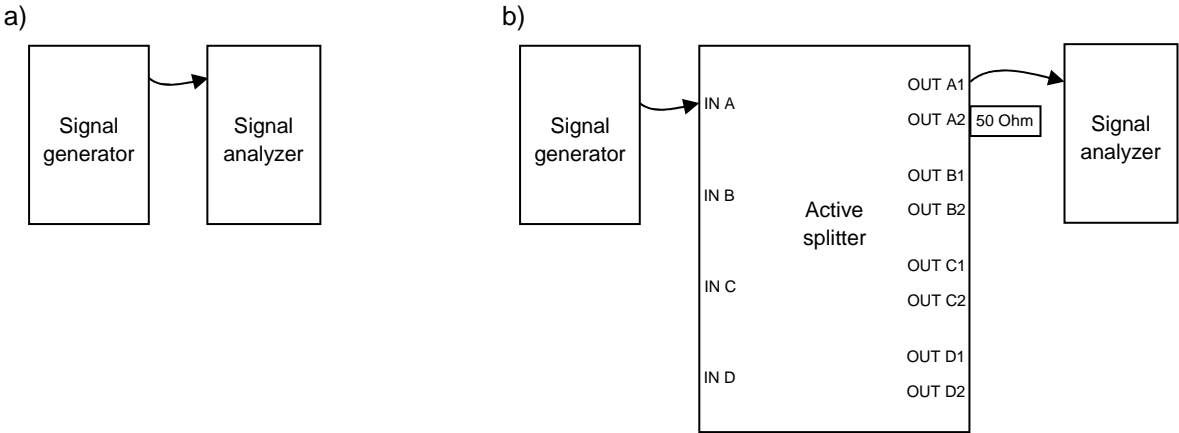 a)
Signal
generator
Signal
analyzer
b)
Signal
generator
IN A
IN B
IN C
IN D
Active
splitter
OUT A1
OUT A2
50 Ohm
OUT B1
OUT B2
OUT C1
OUT C2
OUT D1
OUT D2
Signal
analyzer